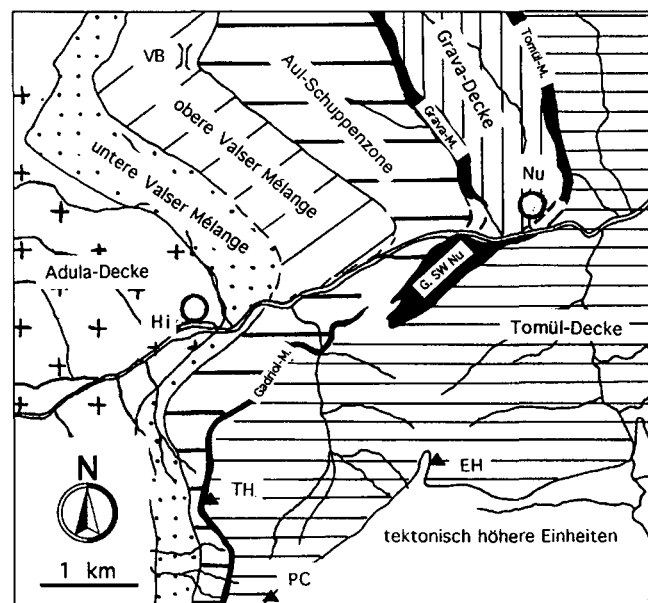 VB
Aul-Schuppenzone
Grava-Decke
Tomül-M.
Grava-M.
obere Valser Mélange
untere Valser Mélange
Nu
Adula-Decke
Hi
G. SW Nu
Tomül-Decke
Gadriol-M.
N
TH
EH
tektonisch höhere Einheiten
1 km
PC